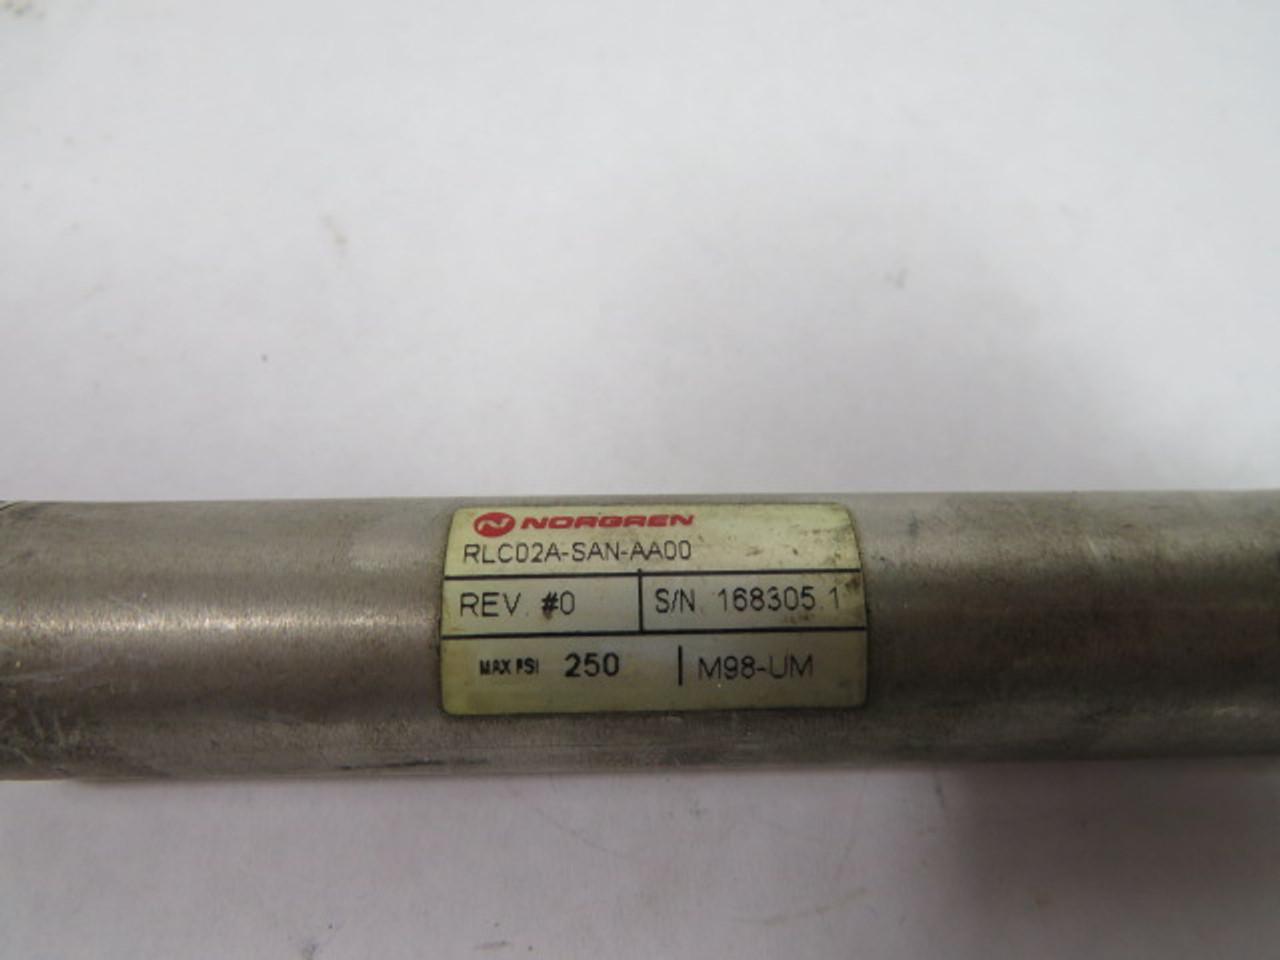 NORGREN
RLC02A-SAN-AA00
REV. #0 S/N. 168305.1
MAX PSI 250 M98-UM